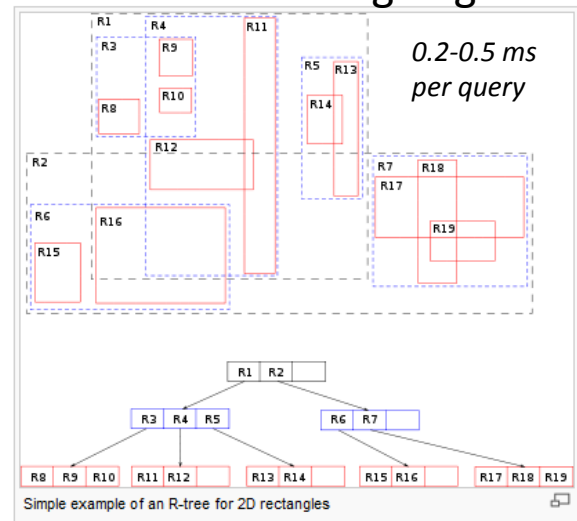 R1
R4
R11
R3
R9
0.2-0.5 ms
per query
R5
R13
R8
R10
R14
R12
R2
R7
R18
R17
R6
R16
R19
R15
R1 R2
R3 R4 R5
R6 R7
R8 R9 R10
R11 R12
R13 R14
R15 R16
R17 R18 R19
Simple example of an R-tree for 2D rectangles